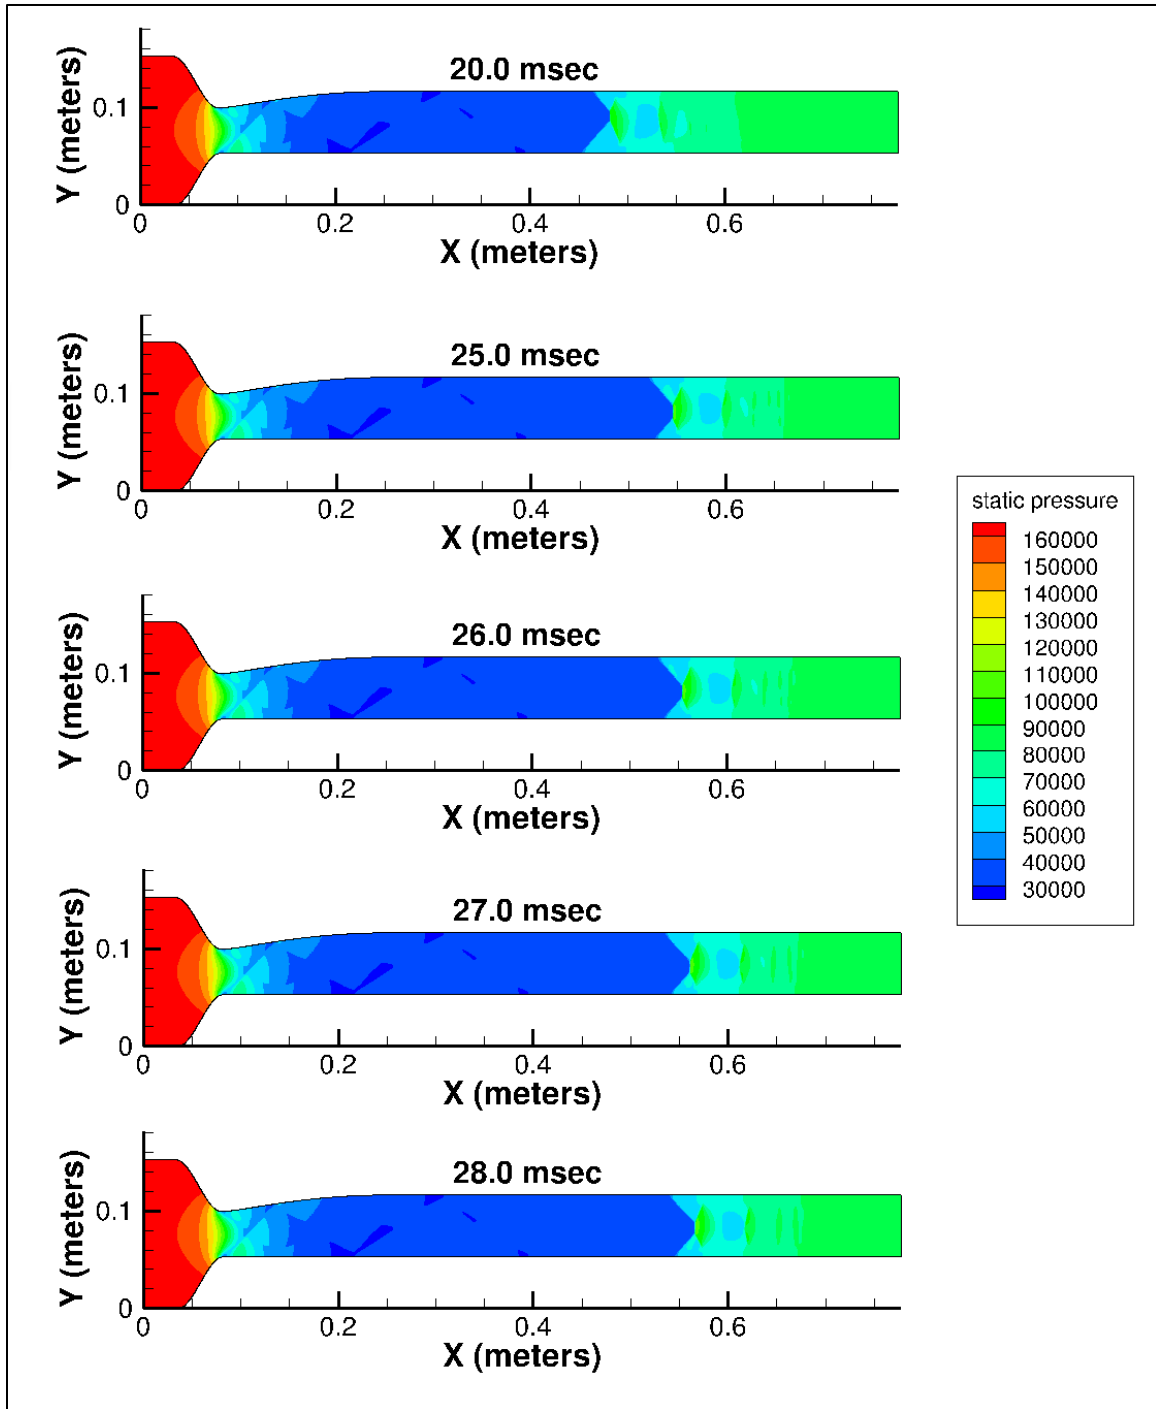 20.0 msec
Y (meters)
0.1
0
0 0.2 0.4 0.6
X (meters)
25.0 msec
Y (meters)
0.1
0
0 0.2 0.4 0.6
X (meters)
26.0 msec
Y (meters)
0.1
0
0 0.2 0.4 0.6
X (meters)
27.0 msec
Y (meters)
0.1
0
0 0.2 0.4 0.6
X (meters)
28.0 msec
Y (meters)
0.1
0
0 0.2 0.4 0.6
X (meters)
static pressure
160000
150000
140000
130000
120000
110000
100000
90000
80000
70000
60000
50000
40000
30000